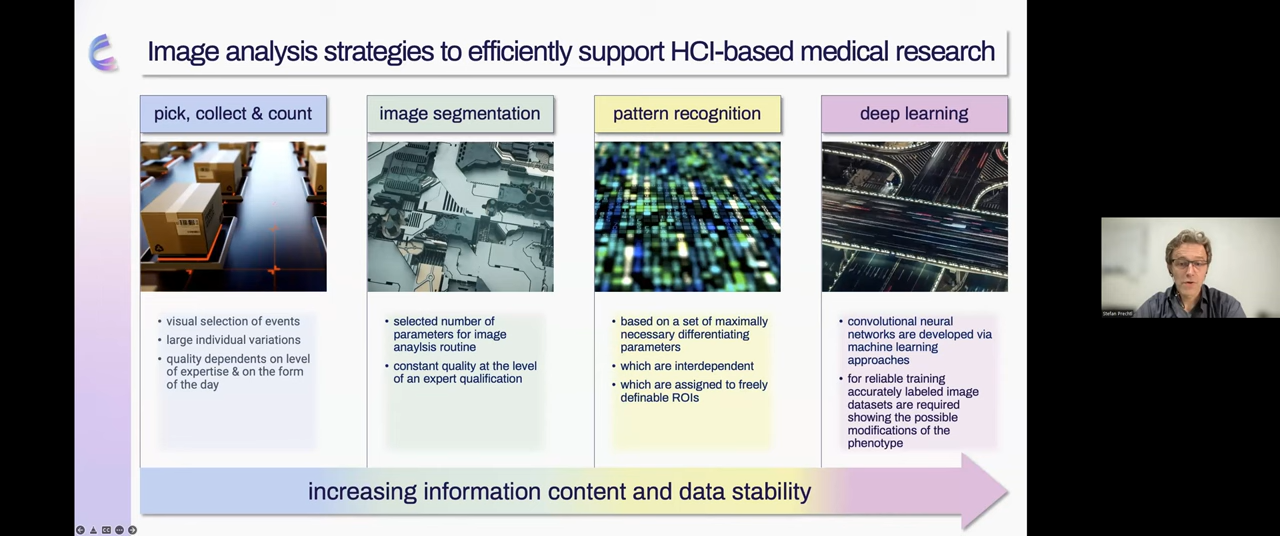 Image analysis strategies to efficiently support HCI-based medical research
pick, collect & count
image segmentation
pattern recognition
deep learning
• visual selection of events
• large individual variations
• quality dependents on level
of expertise & on the form
of the day
• selected number of
parameters for image
anaylsis routine
• constant quality at the level
of an expert qualification
• based on a set of maximally
necessary differentiating
parameters
• which are interdependent
• which are assigned to freely
definable ROIs
• convolutional neural
networks are developed via
machine learning
approaches
• for reliable training
accurately labeled image
datasets are required
showing the possible
modifications of the
phenotype
increasing information content and data stability
Stefan Prechtl